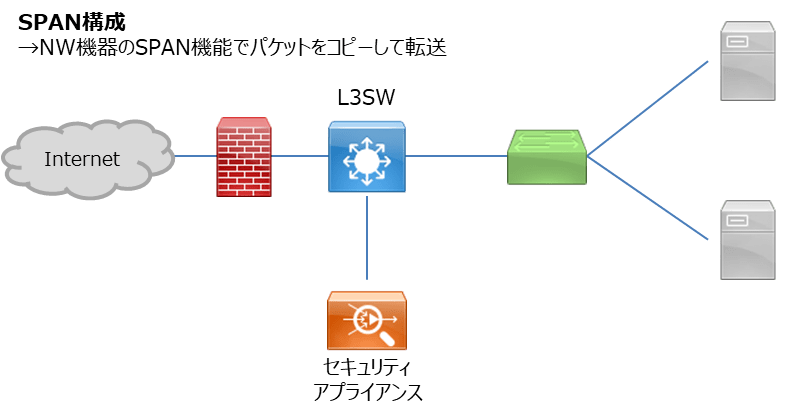 SPAN構成
→NW機器のSPAN機能でパケットをコピーして転送
L3SW
Internet
セキュリティ
アプライアンス